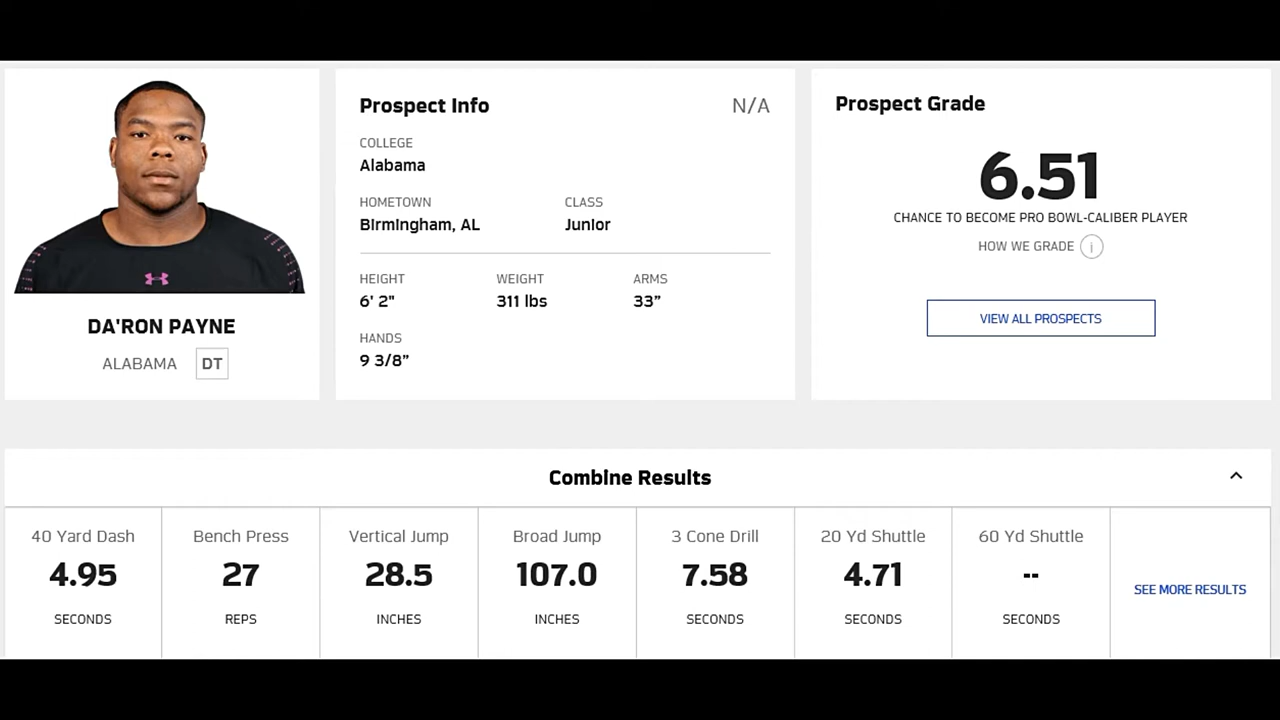 DA'RON PAYNE
ALABAMA DT
Prospect Info N/A
COLLEGE
Alabama
HOMETOWN CLASS
Birmingham, AL Junior
HEIGHT WEIGHT ARMS
6' 2" 311 lbs 33”
HANDS
9 3/8”
Prospect Grade
6.51
CHANCE TO BECOME PRO BOWL-CALIBER PLAYER
HOW WE GRADE i
VIEW ALL PROSPECTS
Combine Results
40 Yard Dash Bench Press Vertical Jump Broad Jump 3 Cone Drill 20 Yd Shuttle 60 Yd Shuttle
4.95 27 28.5 107.0 7.58 4.71 --
SEE MORE RESULTS
SECONDS REPS INCHES INCHES SECONDS SECONDS SECONDS